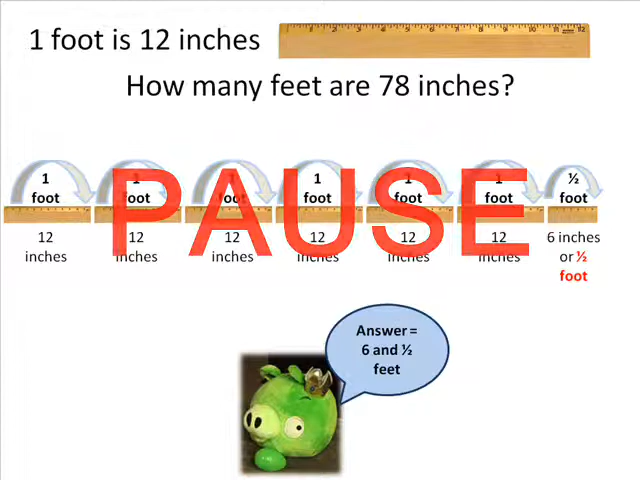 1 foot is 12 inches
How many feet are 78 inches?
1 1 1 1 1 1 ½
foot foot foot foot foot foot foot
PAUSE
12 12 12 12 12 12 6 inches
inches inches inches inches inches inches or ½
foot
Answer =
6 and ½
feet